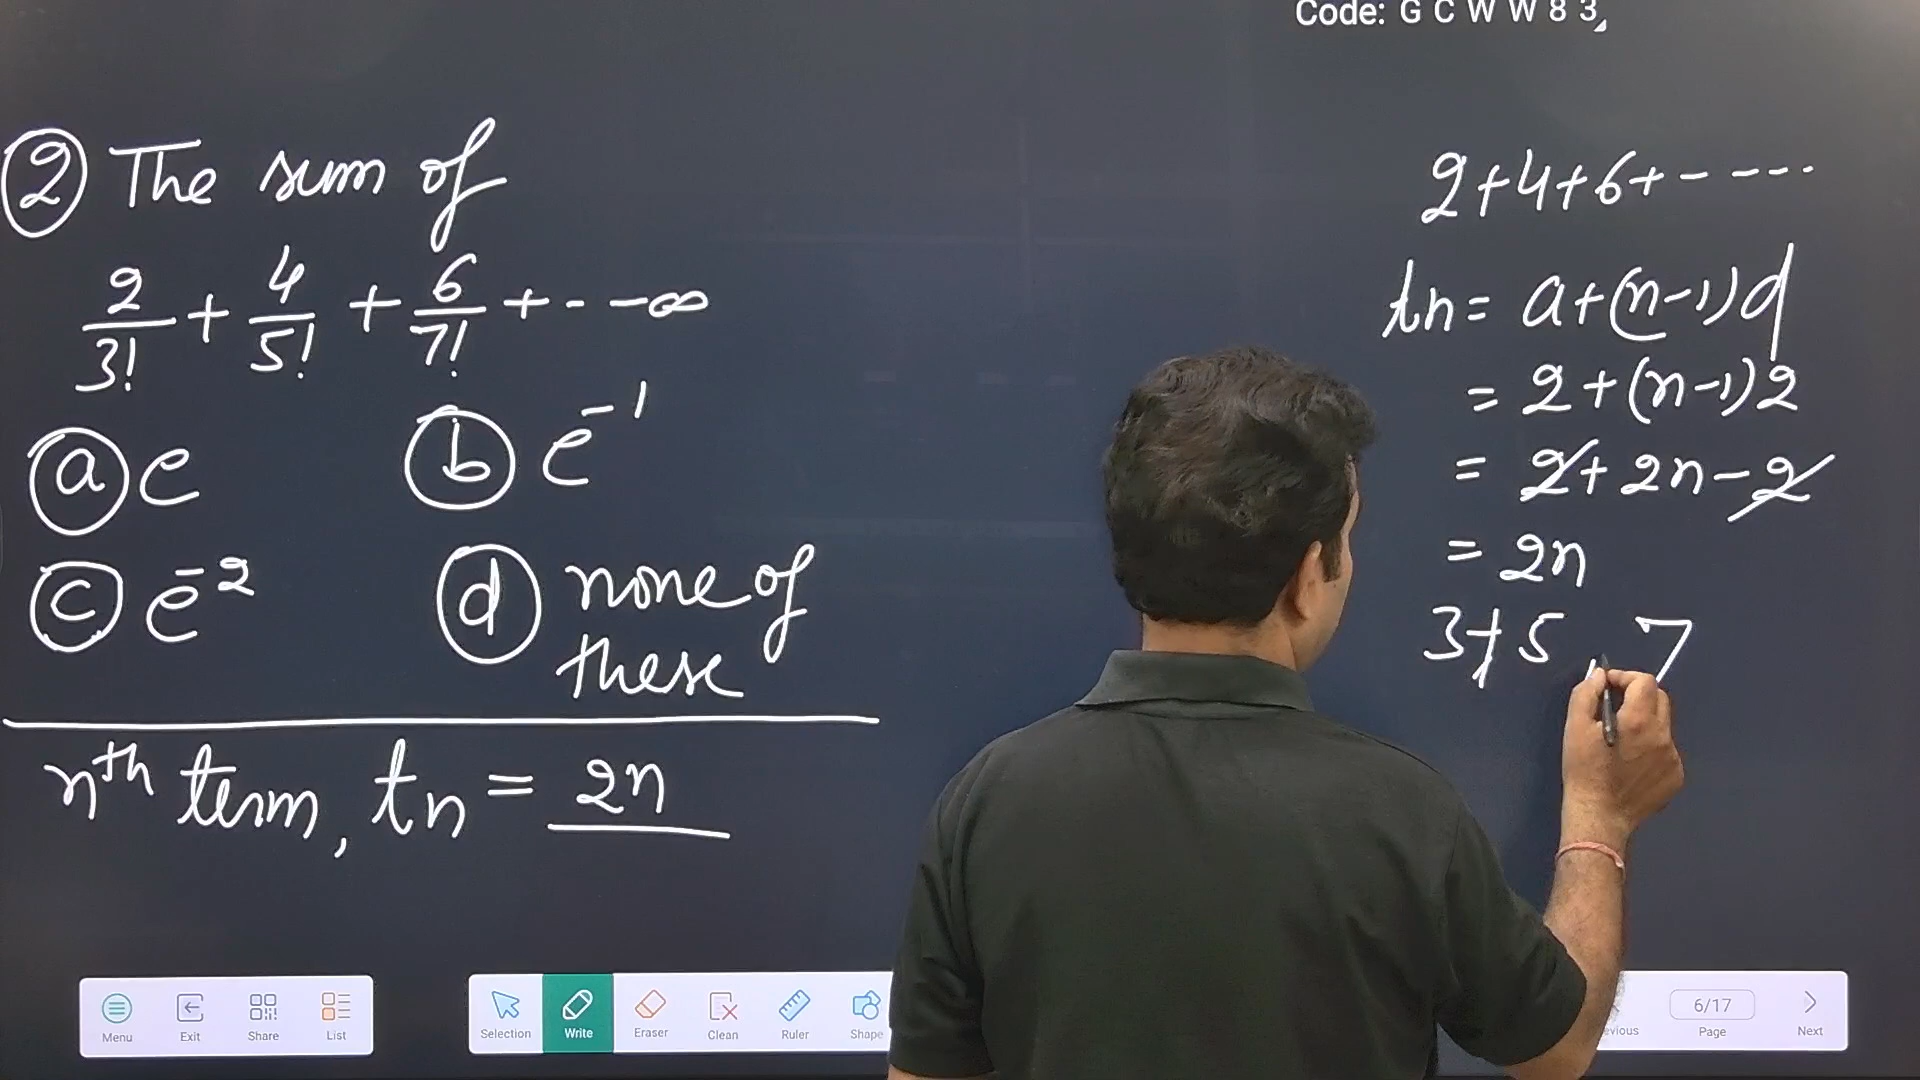 Code: G C W W 8 3
② The sum of
2/3! + 4/5! + 6/7! + - - ∞
ⓐ e ⓑ e⁻¹
ⓒ e⁻² ⓓ none of
these
nth term, tn = 2n
2+4+6+-----
tn = a+(n-1)d
= 2+(n-1)2
= 2+2n-2
= 2n
3, 5, 7
Menu Exit Share List
Selection Write Eraser Clean Ruler Shape
6/17
Page Next